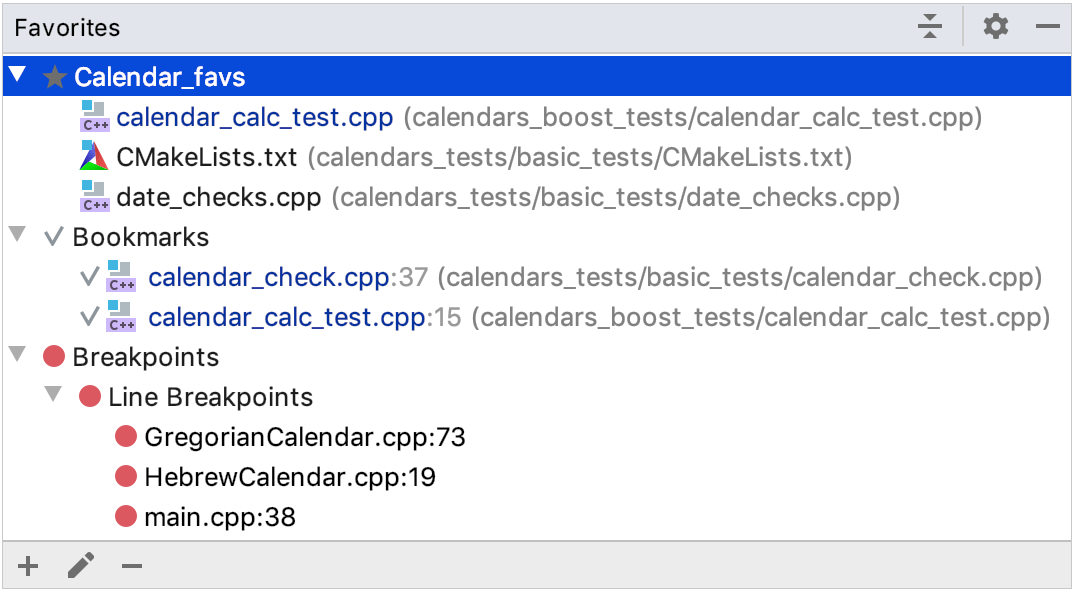 Favorites
Calendar_favs
C++ calendar_calc_test.cpp (calendars_boost_tests/calendar_calc_test.cpp)
CMakeLists.txt (calendars_tests/basic_tests/CMakeLists.txt)
C++ date_checks.cpp (calendars_tests/basic_tests/date_checks.cpp)
Bookmarks
C++ calendar_check.cpp:37 (calendars_tests/basic_tests/calendar_check.cpp)
C++ calendar_calc_test.cpp:15 (calendars_boost_tests/calendar_calc_test.cpp)
Breakpoints
Line Breakpoints
GregorianCalendar.cpp:73
HebrewCalendar.cpp:19
main.cpp:38